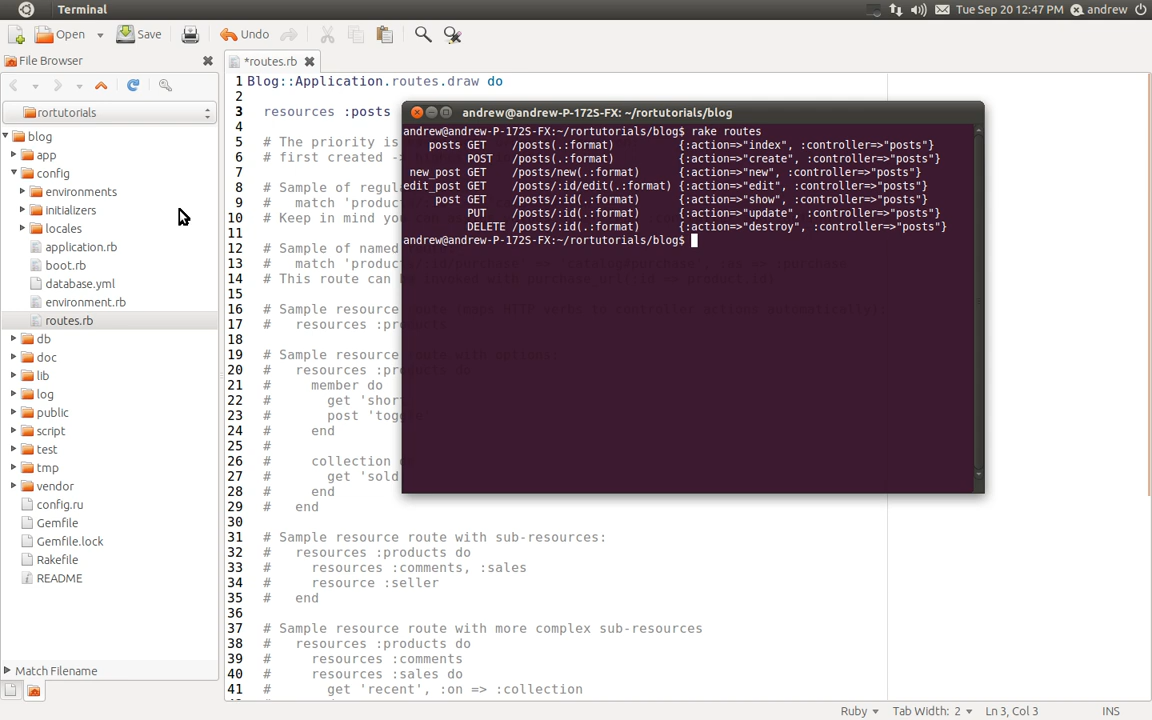 Terminal
Tue Sep 20 12:47 PM
andrew
Open
Save
Undo
File Browser
*routes.rb
rortutorials
blog
app
config
environments
initializers
locales
application.rb
boot.rb
database.yml
environment.rb
routes.rb
db
doc
lib
log
public
script
test
tmp
vendor
config.ru
Gemfile
Gemfile.lock
Rakefile
README
Match Filename
1 Blog::Application.routes.draw do
2
3 resources :posts
4
5 # The priority is
6 # first created ->
7
8 # Sample of regul
9 # match 'product
10 # Keep in mind you
11
12 # Sample of named
13 # match 'product
14 # This route can b
15
16 # Sample resource
17 # resources :products
18
19 # Sample resource route with options:
20 # resources :products do
21 # member do
22 # get 'short
23 # post 'toggle
24 # end
25 #
26 # collection do
27 # get 'sold
28 # end
29 # end
30
31 # Sample resource route with sub-resources:
32 # resources :products do
33 # resources :comments, :sales
34 # resource :seller
35 # end
36
37 # Sample resource route with more complex sub-resources
38 # resources :products do
39 # resources :comments
40 # resources :sales do
41 # get 'recent', :on => :collection
andrew@andrew-P-172S-FX: ~/rortutorials/blog
andrew@andrew-P-172S-FX:~/rortutorials/blog$ rake routes
posts GET /posts(.:format) {:action=>"index", :controller=>"posts"}
POST /posts(.:format) {:action=>"create", :controller=>"posts"}
new_post GET /posts/new(.:format) {:action=>"new", :controller=>"posts"}
edit_post GET /posts/:id/edit(.:format) {:action=>"edit", :controller=>"posts"}
post GET /posts/:id(.:format) {:action=>"show", :controller=>"posts"}
PUT /posts/:id(.:format) {:action=>"update", :controller=>"posts"}
DELETE /posts/:id(.:format) {:action=>"destroy", :controller=>"posts"}
andrew@andrew-P-172S-FX:~/rortutorials/blog$
Ruby
Tab Width: 2
Ln 3, Col 3
INS